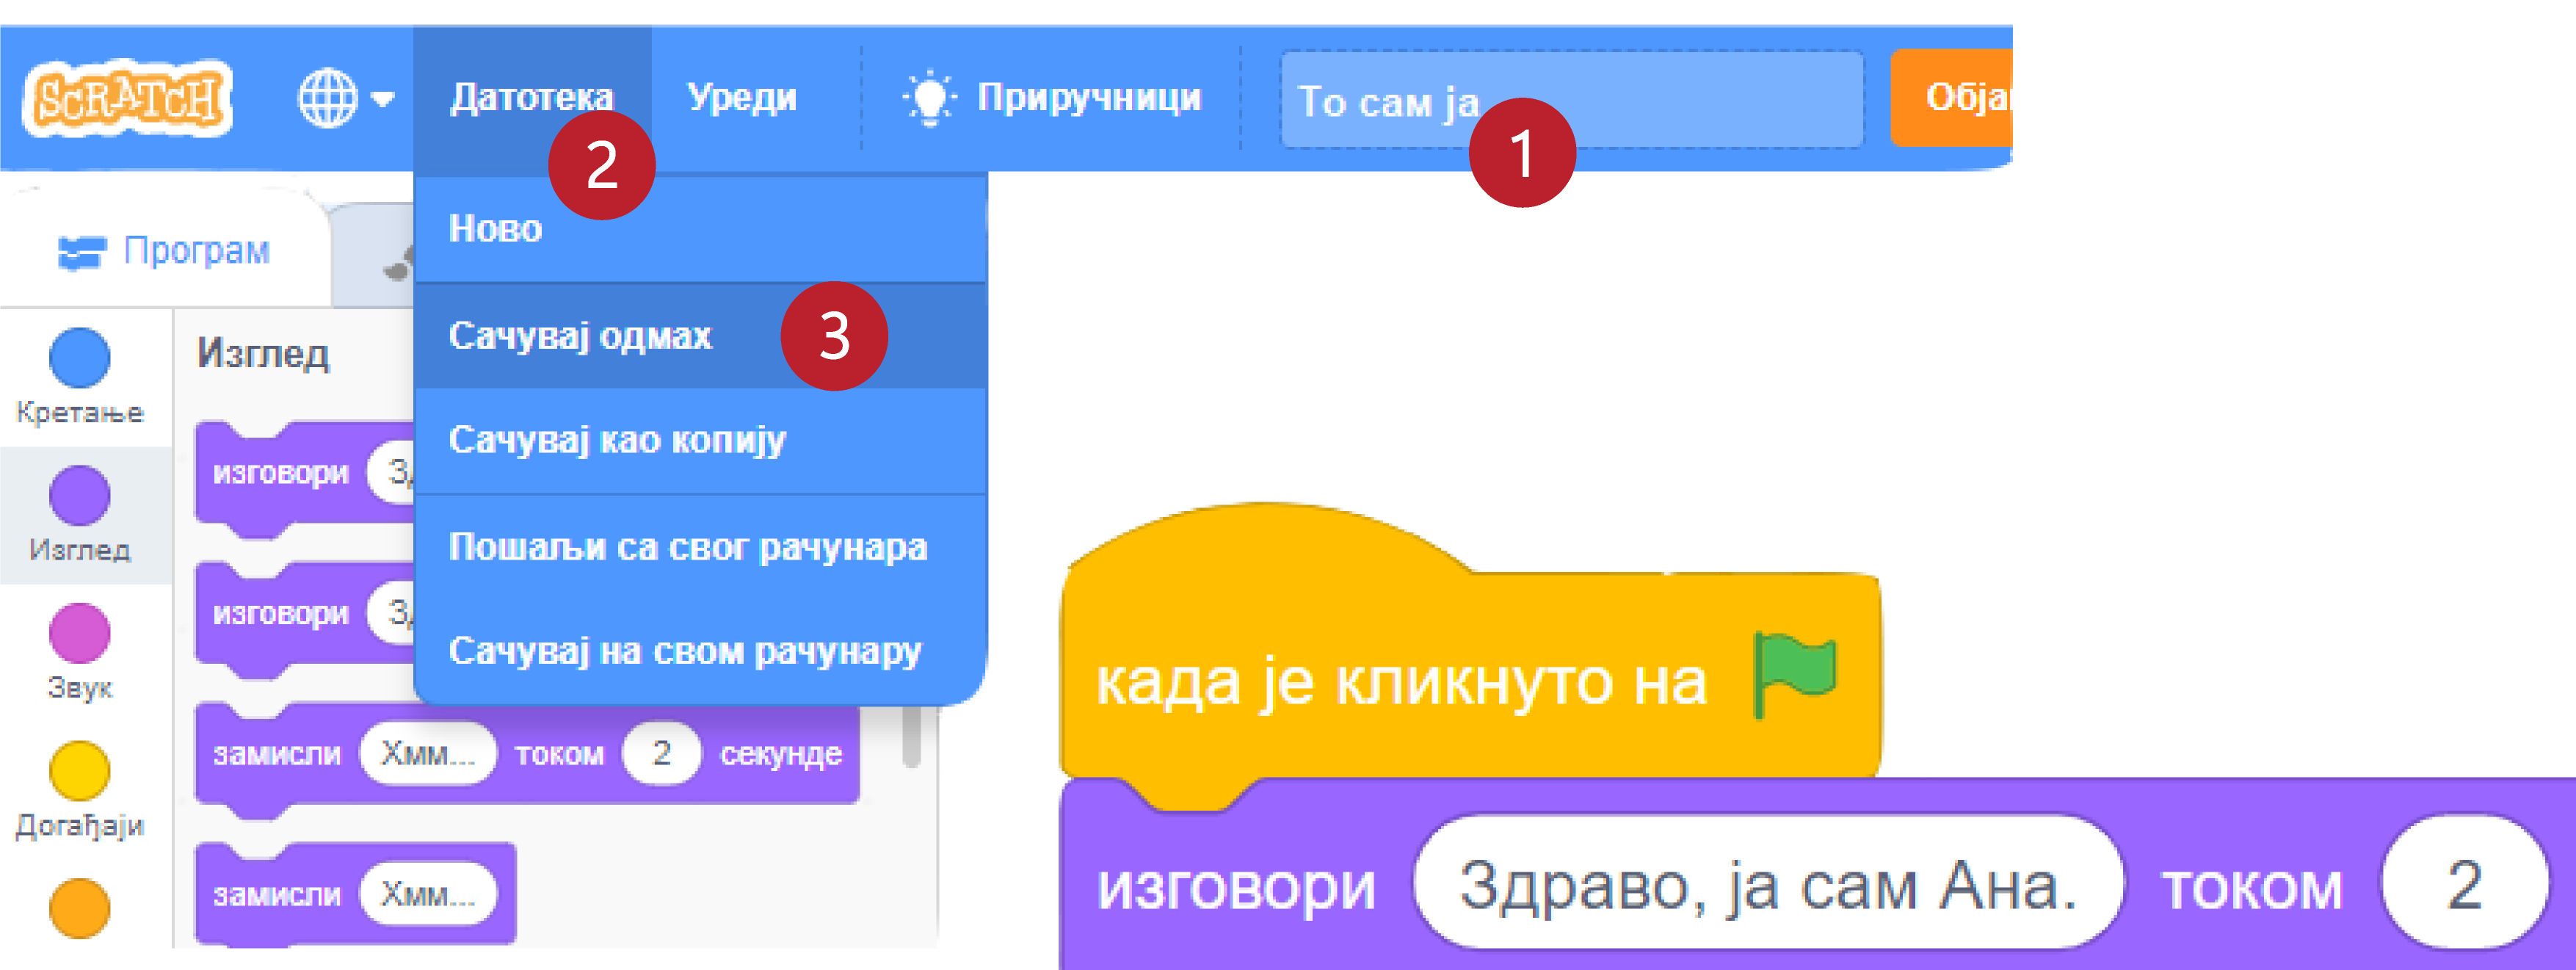 SCRATCH
Датотека
Уреди
Приручници
То сам ја
1
2
Програм
Ново
Сачувај одмах
3
Сачувај као копију
Пошаљи са свог рачунара
Сачувај на свом рачунару
Кретање
Изглед
Звук
Догађаји
Изглед
изговори
изговори
замисли Хмм... током 2 секунде
замисли Хмм...
када је кликнуто на
изговори Здраво, ја сам Ана. током 2